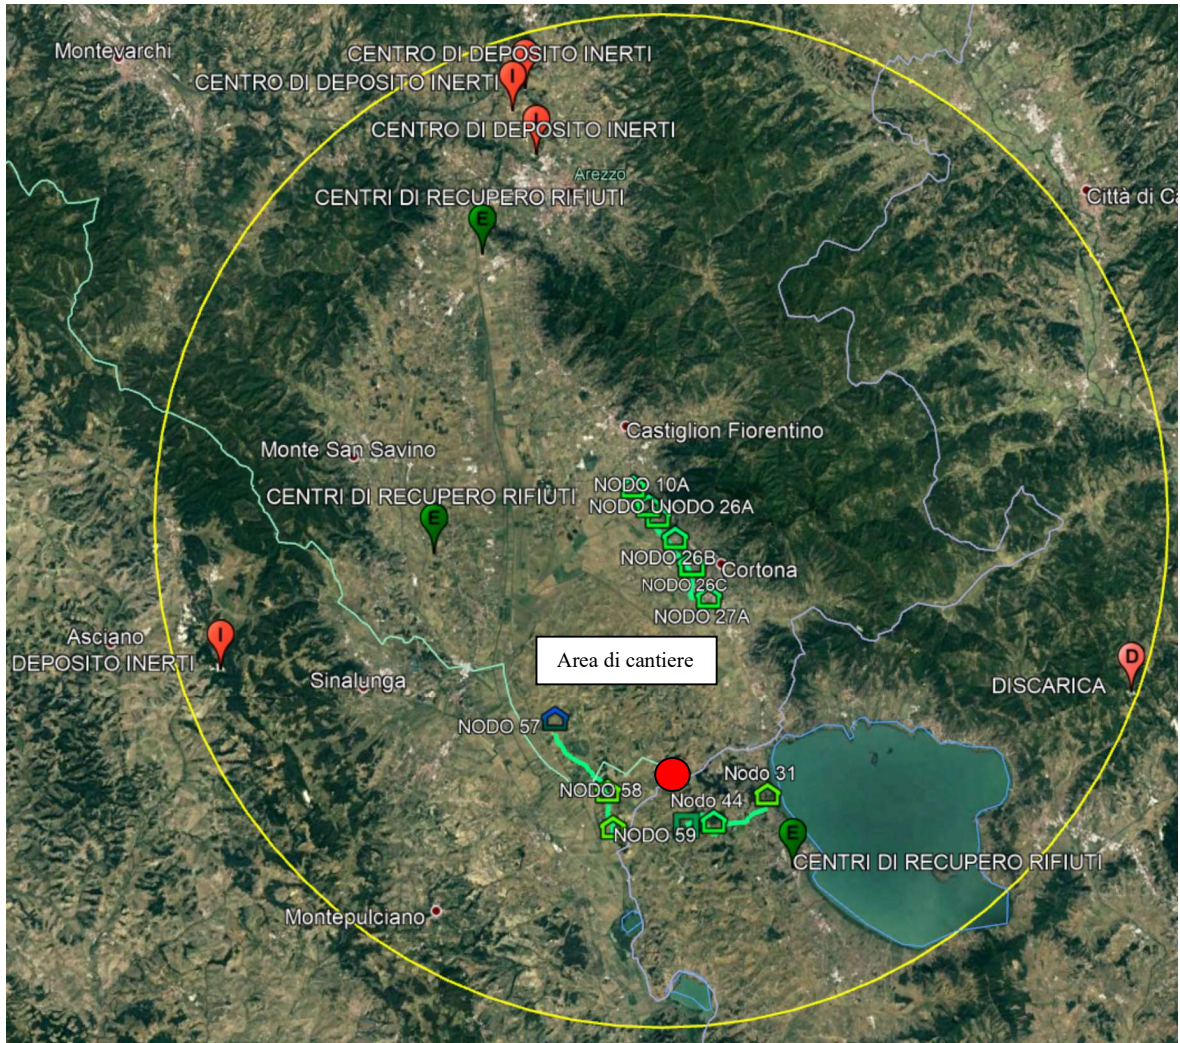 Montevarchi
CENTRO DI DEPOSITO INERTI
CENTRO DI DEPOSITO INERTI
I
CENTRO DI DEPOSITO INERTI
Arezzo
CENTRI DI RECUPERO RIFIUTI
Città di Ca
E
Castiglion Fiorentino
Monte San Savino
NODO 10A
CENTRI DI RECUPERO RIFIUTI
NODO 26A
E
NODO 26B
Cortona
NODO 26C
NODO 27A
Asciano
I
DEPOSITO INERTI
Area di cantiere
D
Sinalunga
DISCARICA
NODO 57
Nodo 31
NODO 58
Nodo 44
NODO 59
E
CENTRI DI RECUPERO RIFIUTI
Montepulciano